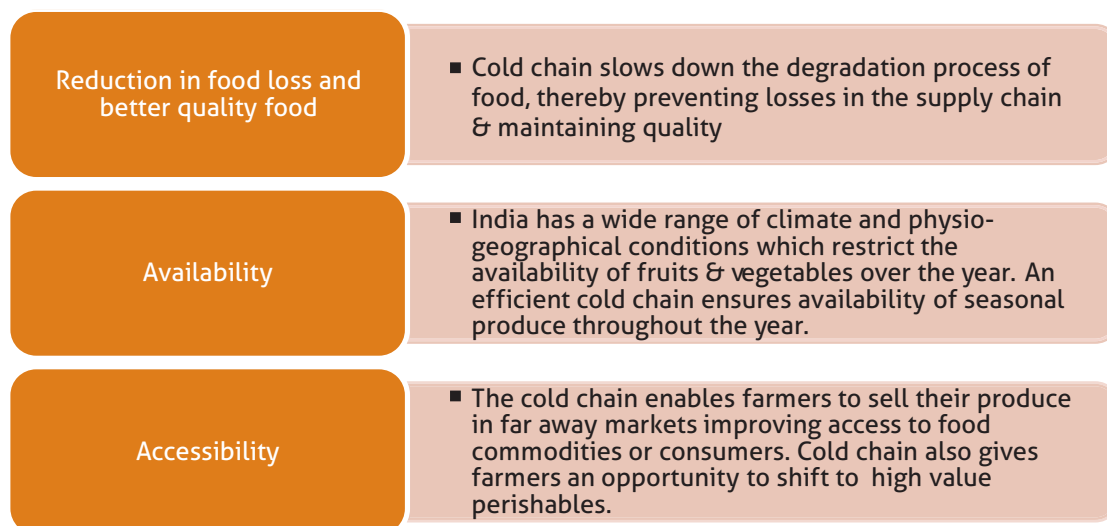 Reduction in food loss and
better quality food
▪ Cold chain slows down the degradation process of
food, thereby preventing losses in the supply chain
& maintaining quality
Availability
▪ India has a wide range of climate and physio-
geographical conditions which restrict the
availability of fruits & vegetables over the year. An
efficient cold chain ensures availability of seasonal
produce throughout the year.
Accessibility
▪ The cold chain enables farmers to sell their produce
in far away markets improving access to food
commodities or consumers. Cold chain also gives
farmers an opportunity to shift to high value
perishables.